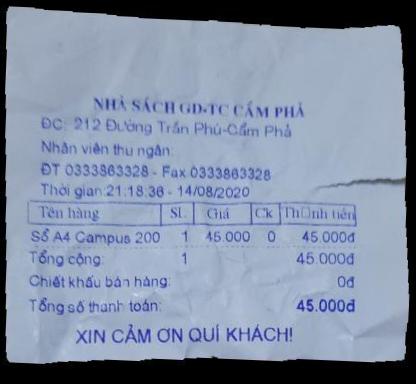 NHÀ SÁCH GD-TC CẨM PHẢ
ĐC: 212 Đường Trần Phú-Cẩm Phả
Nhân viên thu ngân:
ĐT 0333863328 - Fax 0333863328
Thời gian:21:18:36 - 14/08/2020
Tên hàng SL Giá Ck Th□nh tiền
Sổ A4 Campus 200 1 45.000 0 45.000đ
Tổng cộng: 1 45.000đ
Chiết khấu bán hàng: 0đ
Tổng số thanh toán: 45.000đ
XIN CẢM ƠN QUÍ KHÁCH!